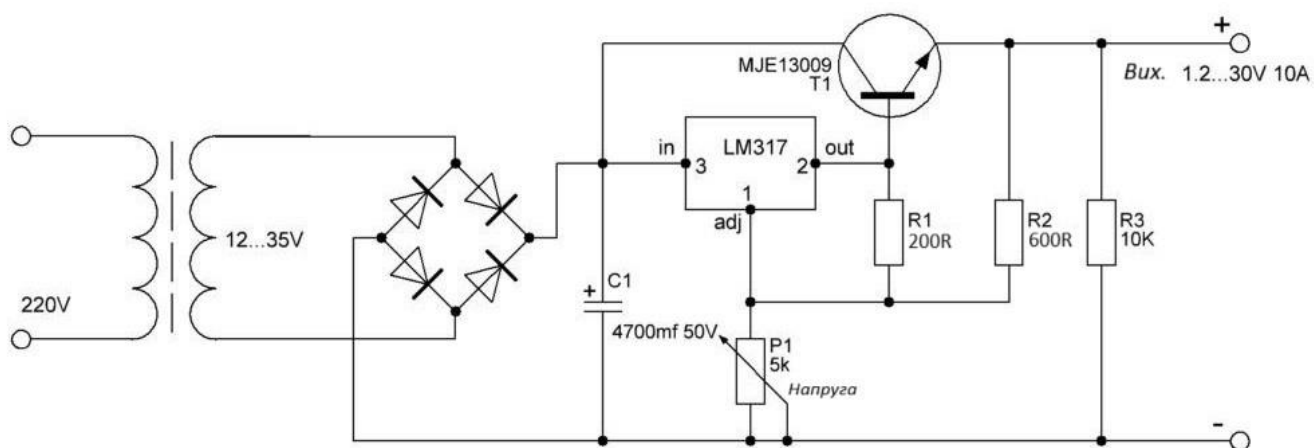 220V
12...35V
C1
+
4700mf 50V
MJE13009
T1
in
3
LM317
1
2
out
adj
P1
5k
Напруга
R1
200R
R2
600R
R3
10K
+
Вих. 1.2...30V 10A
-